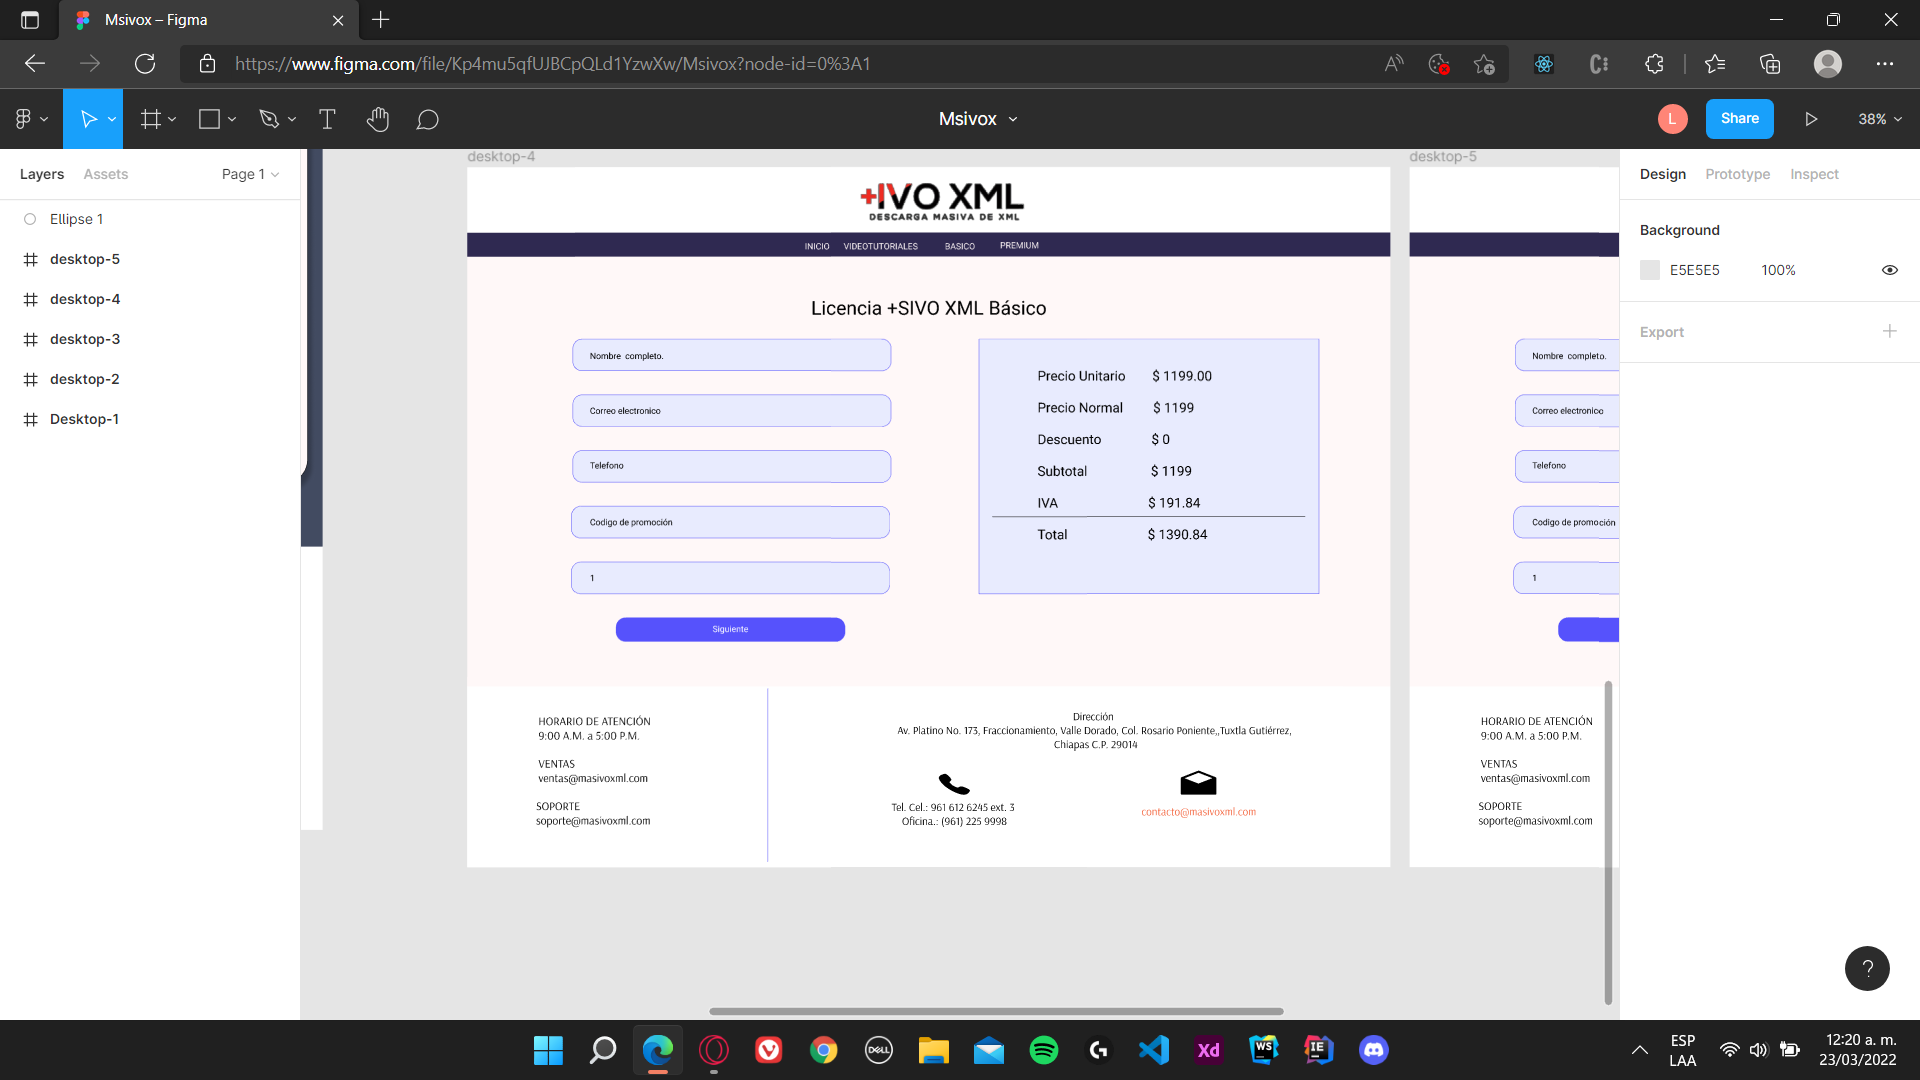 Msivox – Figma
https://www.figma.com/file/Kp4mu5qfUJBCpQLd1YzwXw/Msivox?node-id=0%3A1
Msivox
L
Share
38%
Layers
Assets
Page 1
Ellipse 1
desktop-5
desktop-4
desktop-3
desktop-2
Desktop-1
desktop-4
+IVO XML
DESCARGA MASIVA DE XML
INICIO VIDEOTUTORIALES BASICO PREMIUM
Licencia +SIVO XML Básico
Nombre completo.
Correo electronico
Telefono
Codigo de promoción
1
Siguiente
Precio Unitario $ 1199.00
Precio Normal $ 1199
Descuento $ 0
Subtotal $ 1199
IVA $ 191.84
Total $ 1390.84
HORARIO DE ATENCIÓN
9:00 A.M. a 5:00 P.M.
VENTAS
ventas@masivoxml.com
SOPORTE
soporte@masivoxml.com
Dirección
Av. Platino No. 173, Fraccionamiento, Valle Dorado, Col. Rosario Poniente,,Tuxtla Gutiérrez,
Chiapas C.P. 29014
Tel. Cel.: 961 612 6245 ext. 3
Oficina.: (961) 225 9998
contacto@masivoxml.com
desktop-5
Nombre completo.
Correo electronico
Telefono
Codigo de promoción
1
HORARIO DE ATENCIÓN
9:00 A.M. a 5:00 P.M.
VENTAS
ventas@masivoxml.com
SOPORTE
soporte@masivoxml.com
Design
Prototype
Inspect
Background
E5E5E5 100%
Export
?
DELL
Xd
WS
IE
ESP
LAA
12:20 a. m.
23/03/2022